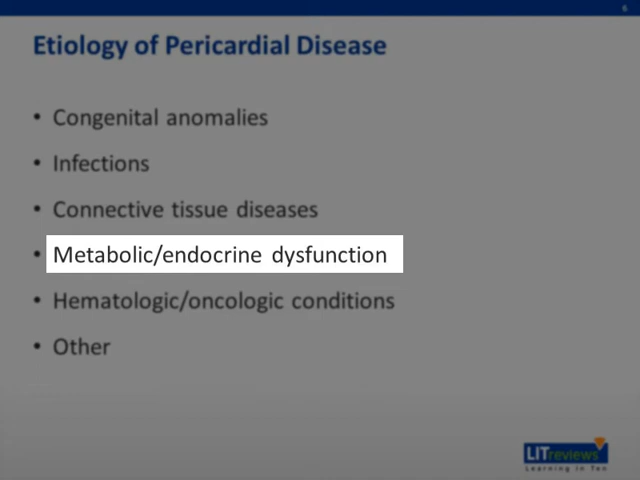 6
Etiology of Pericardial Disease
• Congenital anomalies
• Infections
• Connective tissue diseases
• Metabolic/endocrine dysfunction
• Hematologic/oncologic conditions
• Other
LITreviews
Learning in Ten